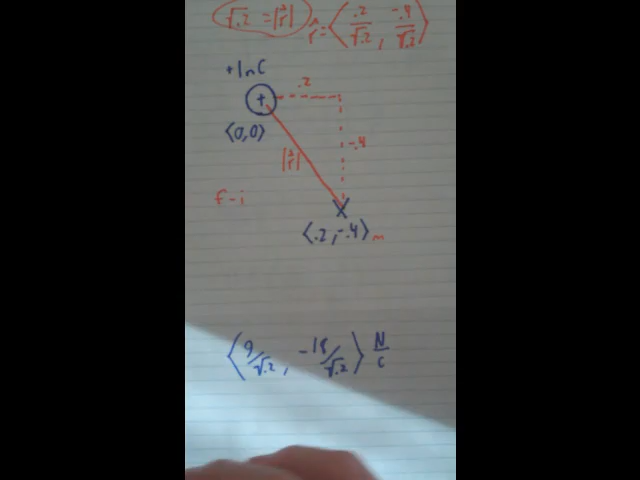 √.2 = |r⃗| r̂ = ⟨.2/√.2, -.4/√.2⟩
+1nC
.2
+
⟨0,0⟩
-.4
|r⃗|
f-i
⟨.2,-.4⟩m
⟨9/√.2, -18/√.2⟩ N/C